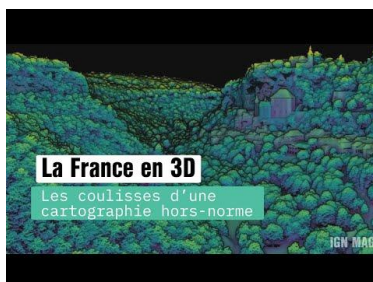 La France en 3D
Les coulisses d'une
cartographie hors-norme
IGN MAG